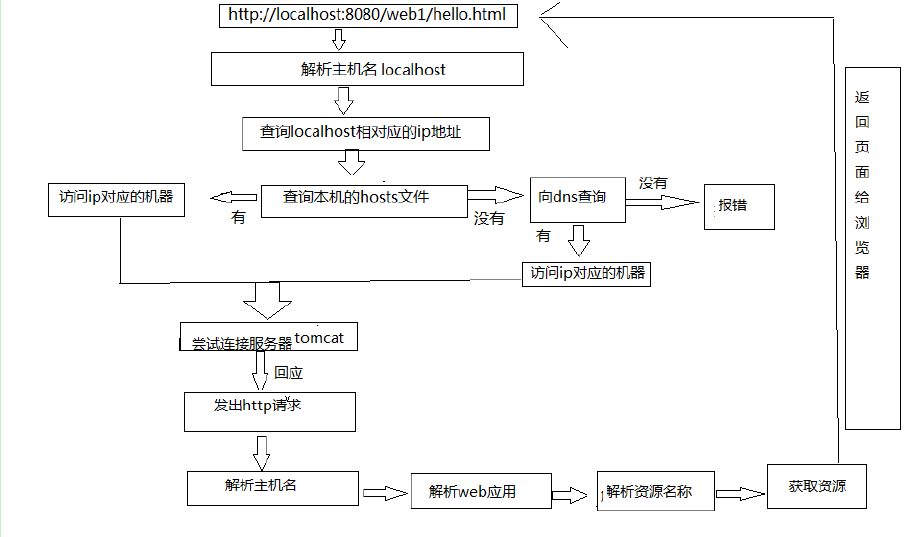 http://localhost:8080/web1/hello.html
解析主机名 localhost
查询localhost相对应的ip地址
访问ip对应的机器
有
查询本机的hosts文件
没有
向dns查询
没有
报错
有
访问ip对应的机器
尝试连接服务器tomcat
回应
发出http请求
解析主机名
解析web应用
解析资源名称
获取资源
返回页面给浏览器